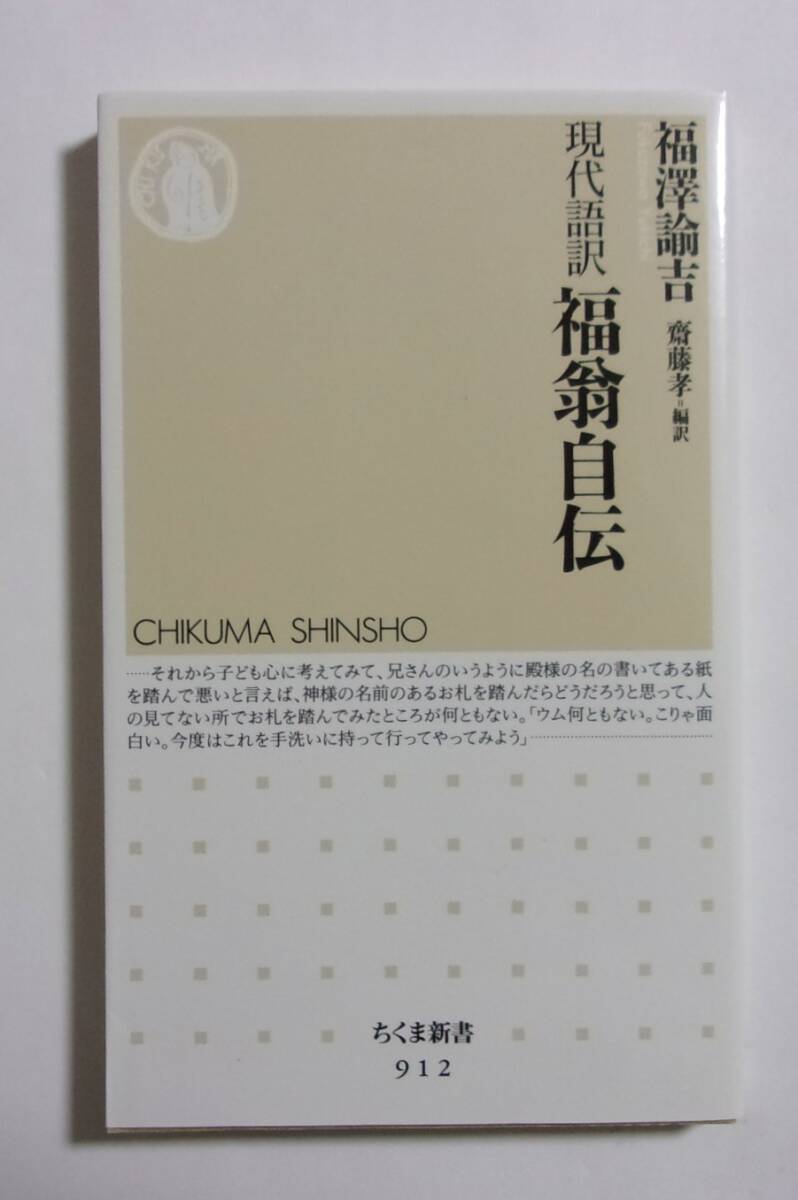 福澤諭吉
齋藤孝=編訳
現代語訳 福翁自伝
CHIKUMA SHINSHO
……それから子ども心に考えてみて、兄さんのいうように殿様の名の書いてある紙
を踏んで悪いと言えば、神様の名前のあるお札を踏んだらどうだろうと思って、人
の見てない所でお札を踏んでみたところが何ともない。「ウム何ともない。こりゃ面
白い。今度はこれを手洗いに持って行ってやってみよう」……………………………
ちくま新書
912